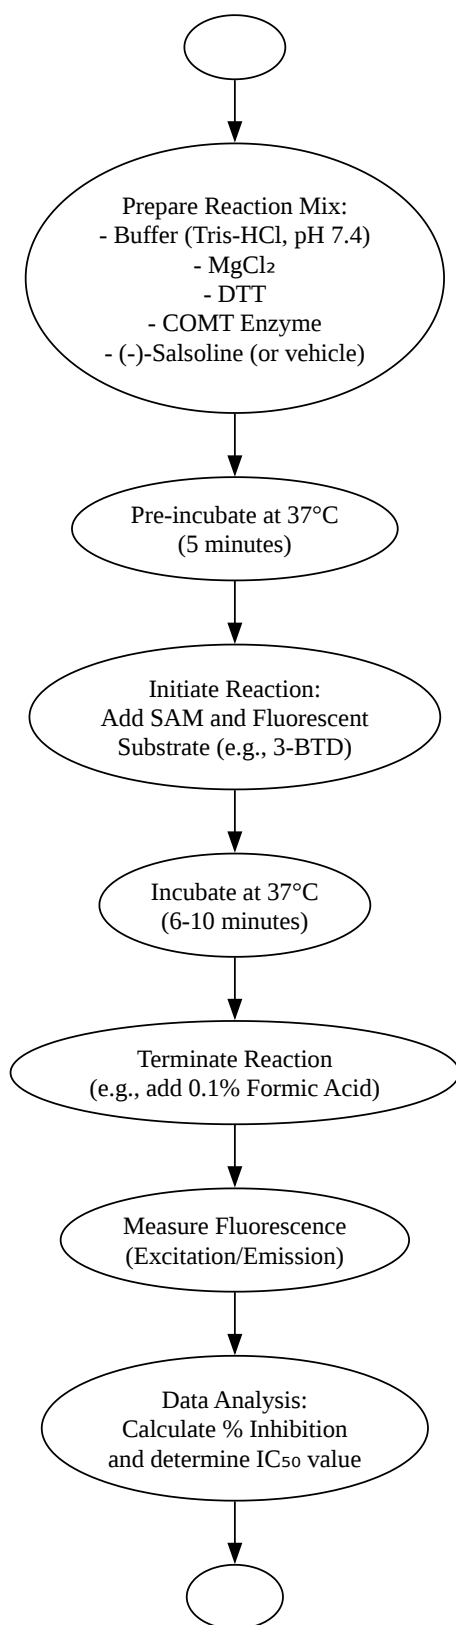 Prepare Reaction Mix:
- Buffer (Tris-HCl, pH 7.4)
- MgCl₂
- DTT
- COMT Enzyme
- (-)-Salsoline (or vehicle)
Pre-incubate at 37°C
(5 minutes)
Initiate Reaction:
Add SAM and Fluorescent
Substrate (e.g., 3-BTD)
Incubate at 37°C
(6-10 minutes)
Terminate Reaction
(e.g., add 0.1% Formic Acid)
Measure Fluorescence
(Excitation/Emission)
Data Analysis:
Calculate % Inhibition
and determine IC₅₀ value